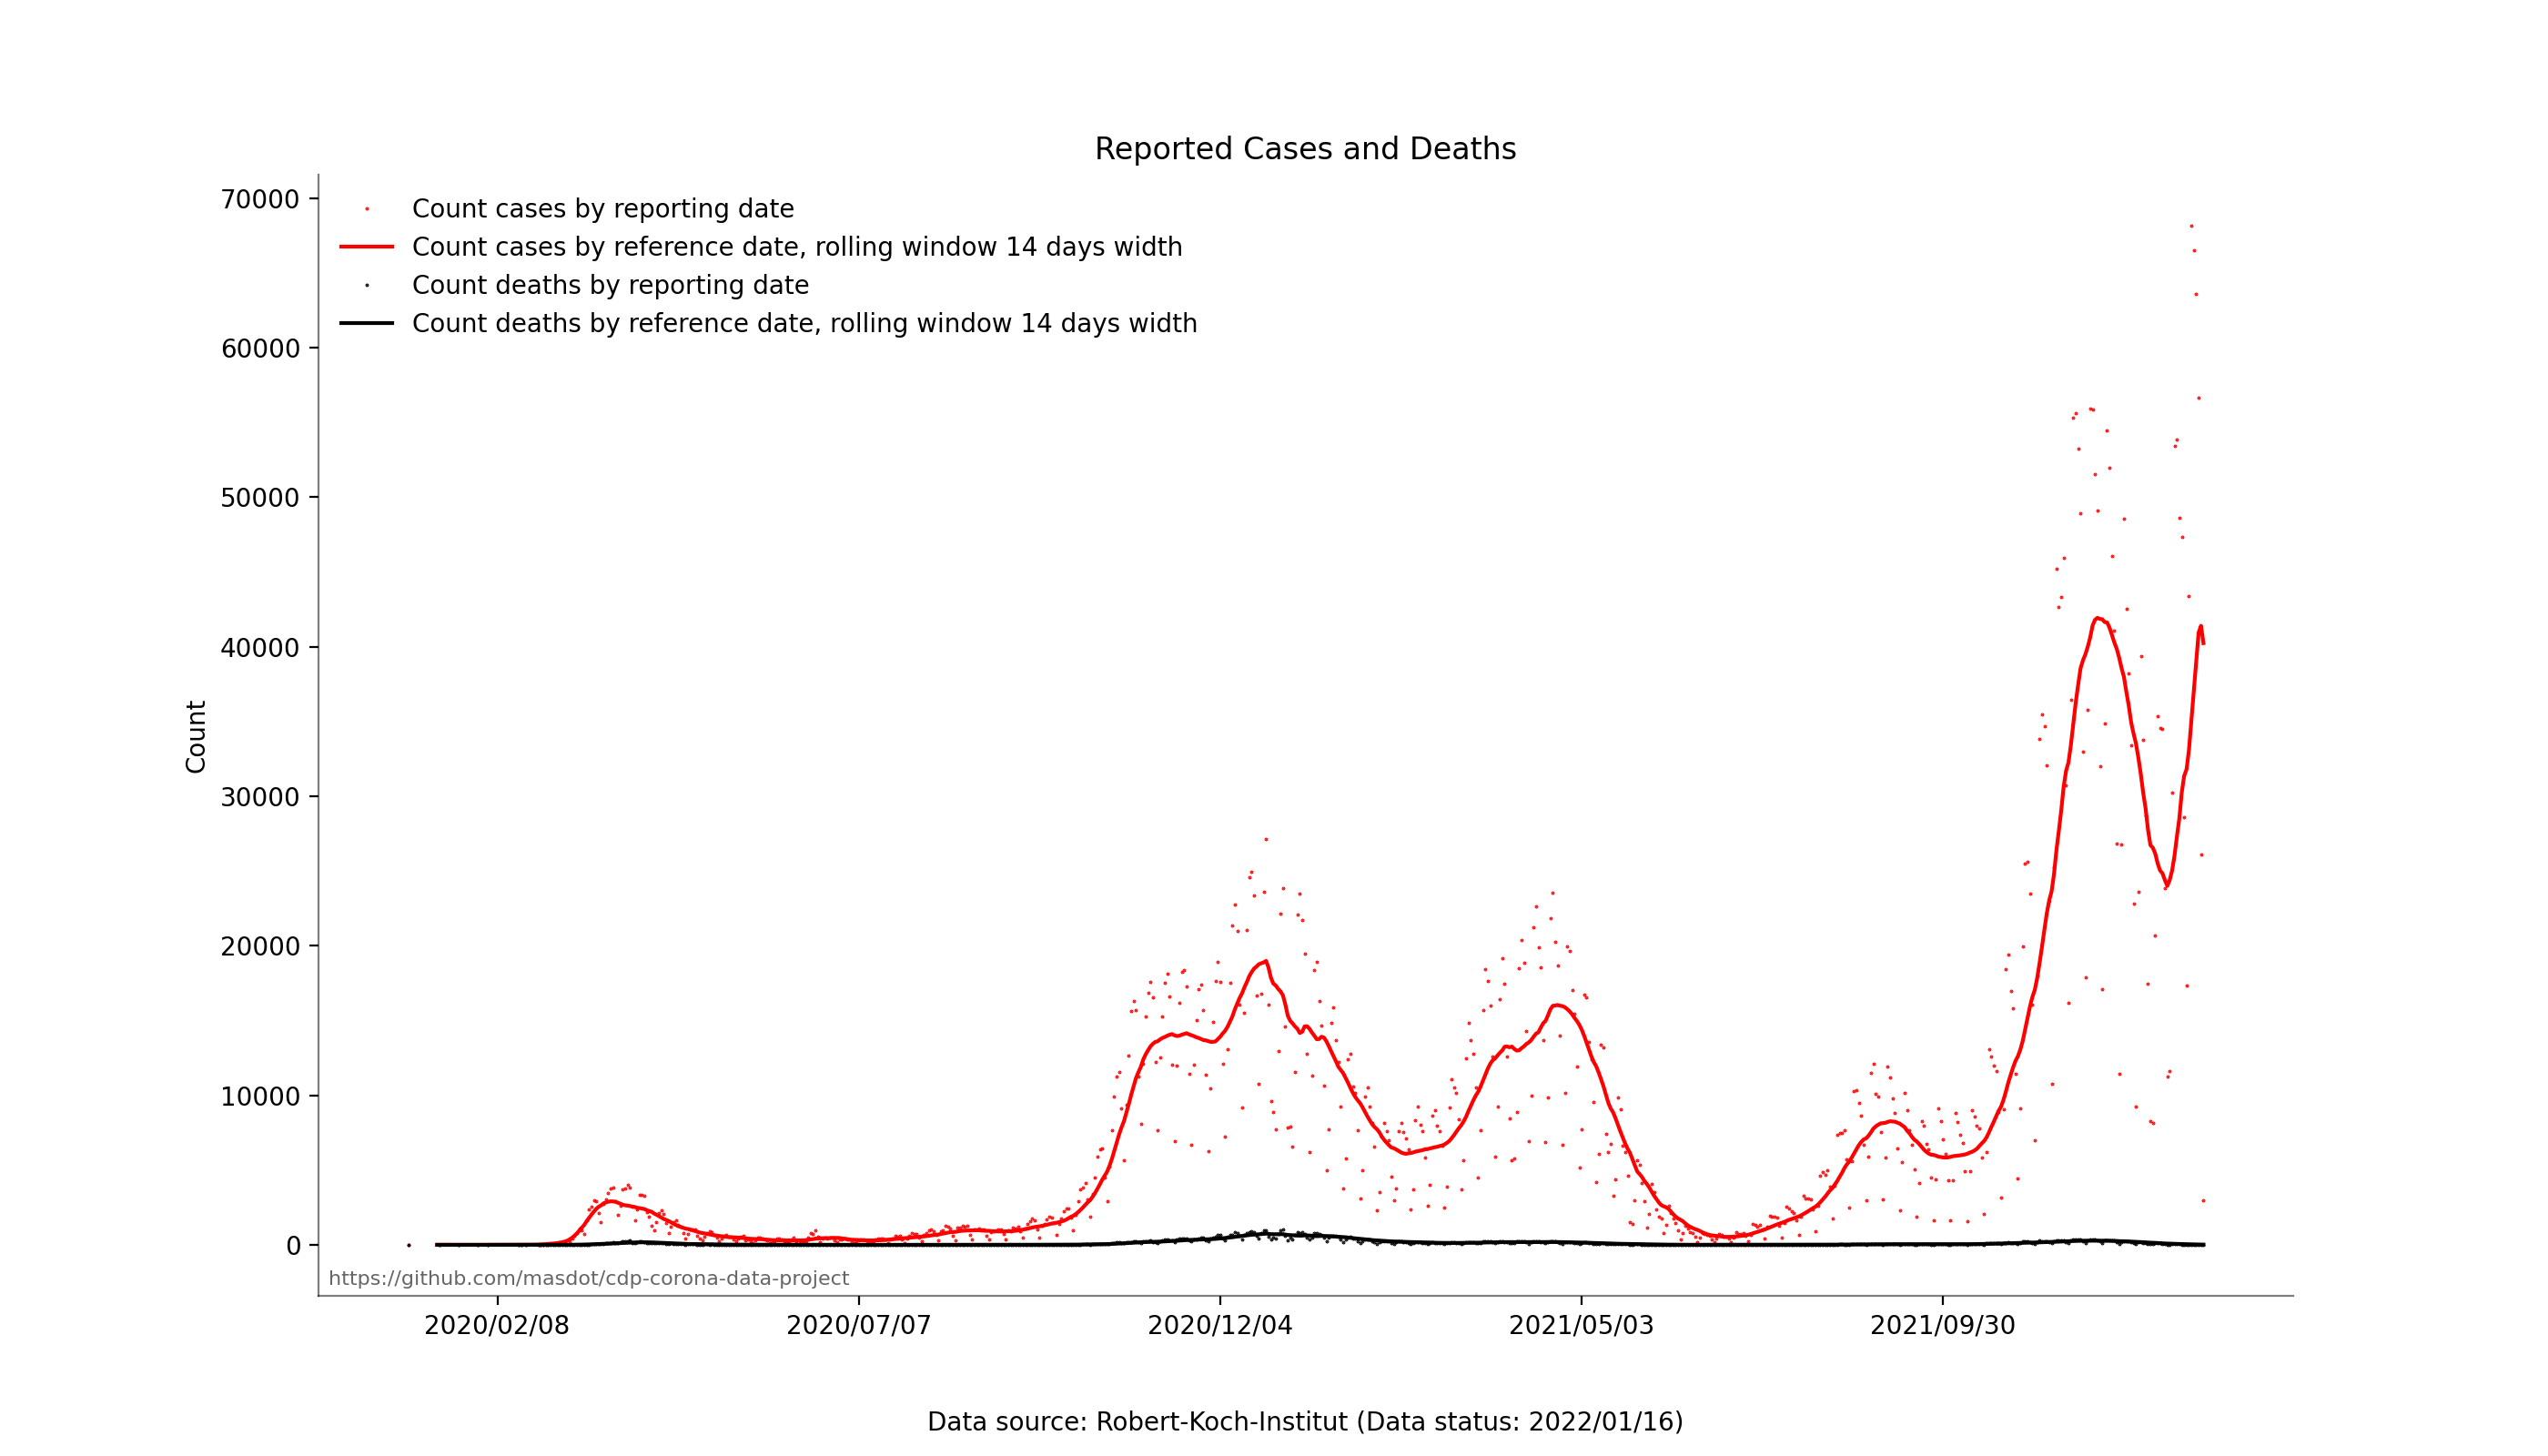 Reported Cases and Deaths
70000
60000
50000
40000
30000
20000
10000
0
Count
Count cases by reporting date
Count cases by reference date, rolling window 14 days width
Count deaths by reporting date
Count deaths by reference date, rolling window 14 days width
https://github.com/masdot/cdp-corona-data-project
2020/02/08
2020/07/07
2020/12/04
2021/05/03
2021/09/30
Data source: Robert-Koch-Institut (Data status: 2022/01/16)